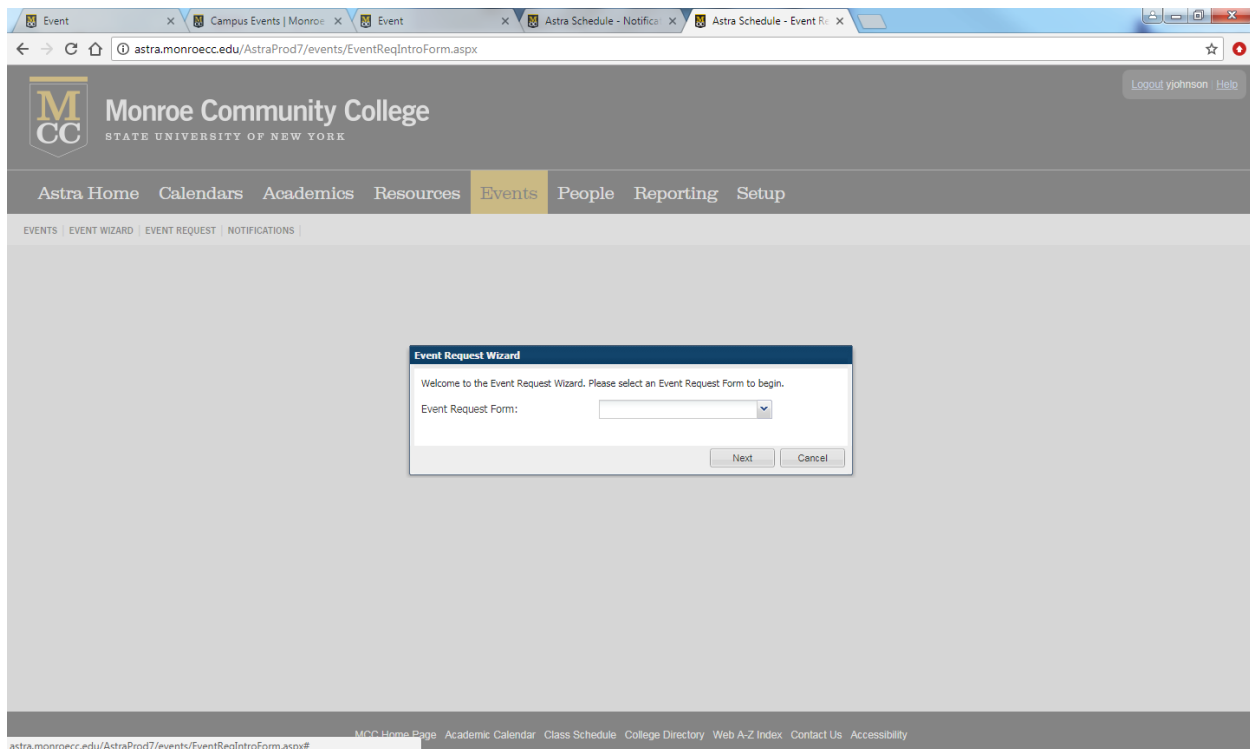 Event
Campus Events | Monroe
Event
Astra Schedule - Notifica
Astra Schedule - Event Re
astra.monroecc.edu/AstraProd7/events/EventReqIntroForm.aspx
Logout yjohnson | Help
M
CC
Monroe Community College
STATE UNIVERSITY OF NEW YORK
Astra Home Calendars Academics Resources Events People Reporting Setup
EVENTS | EVENT WIZARD | EVENT REQUEST | NOTIFICATIONS |
Event Request Wizard
Welcome to the Event Request Wizard. Please select an Event Request Form to begin.
Event Request Form:
Next Cancel
MCC Home Page Academic Calendar Class Schedule College Directory Web A-Z Index Contact Us Accessibility
astra.monroecc.edu/AstraProd7/events/EventReqIntroForm.aspx#